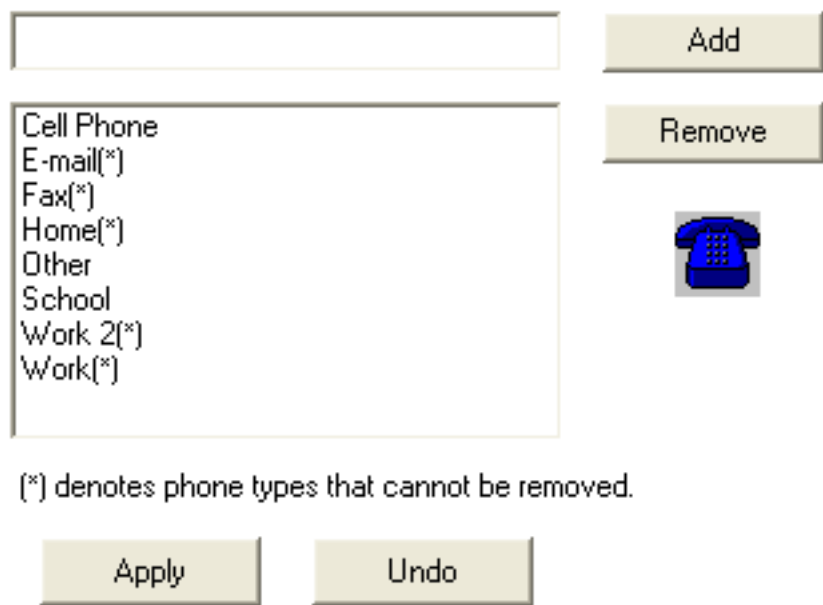 Add
Cell Phone
E-mail(*)
Fax(*)
Home(*)
Other
School
Work 2(*)
Work(*)
Remove
(*) denotes phone types that cannot be removed.
Apply
Undo